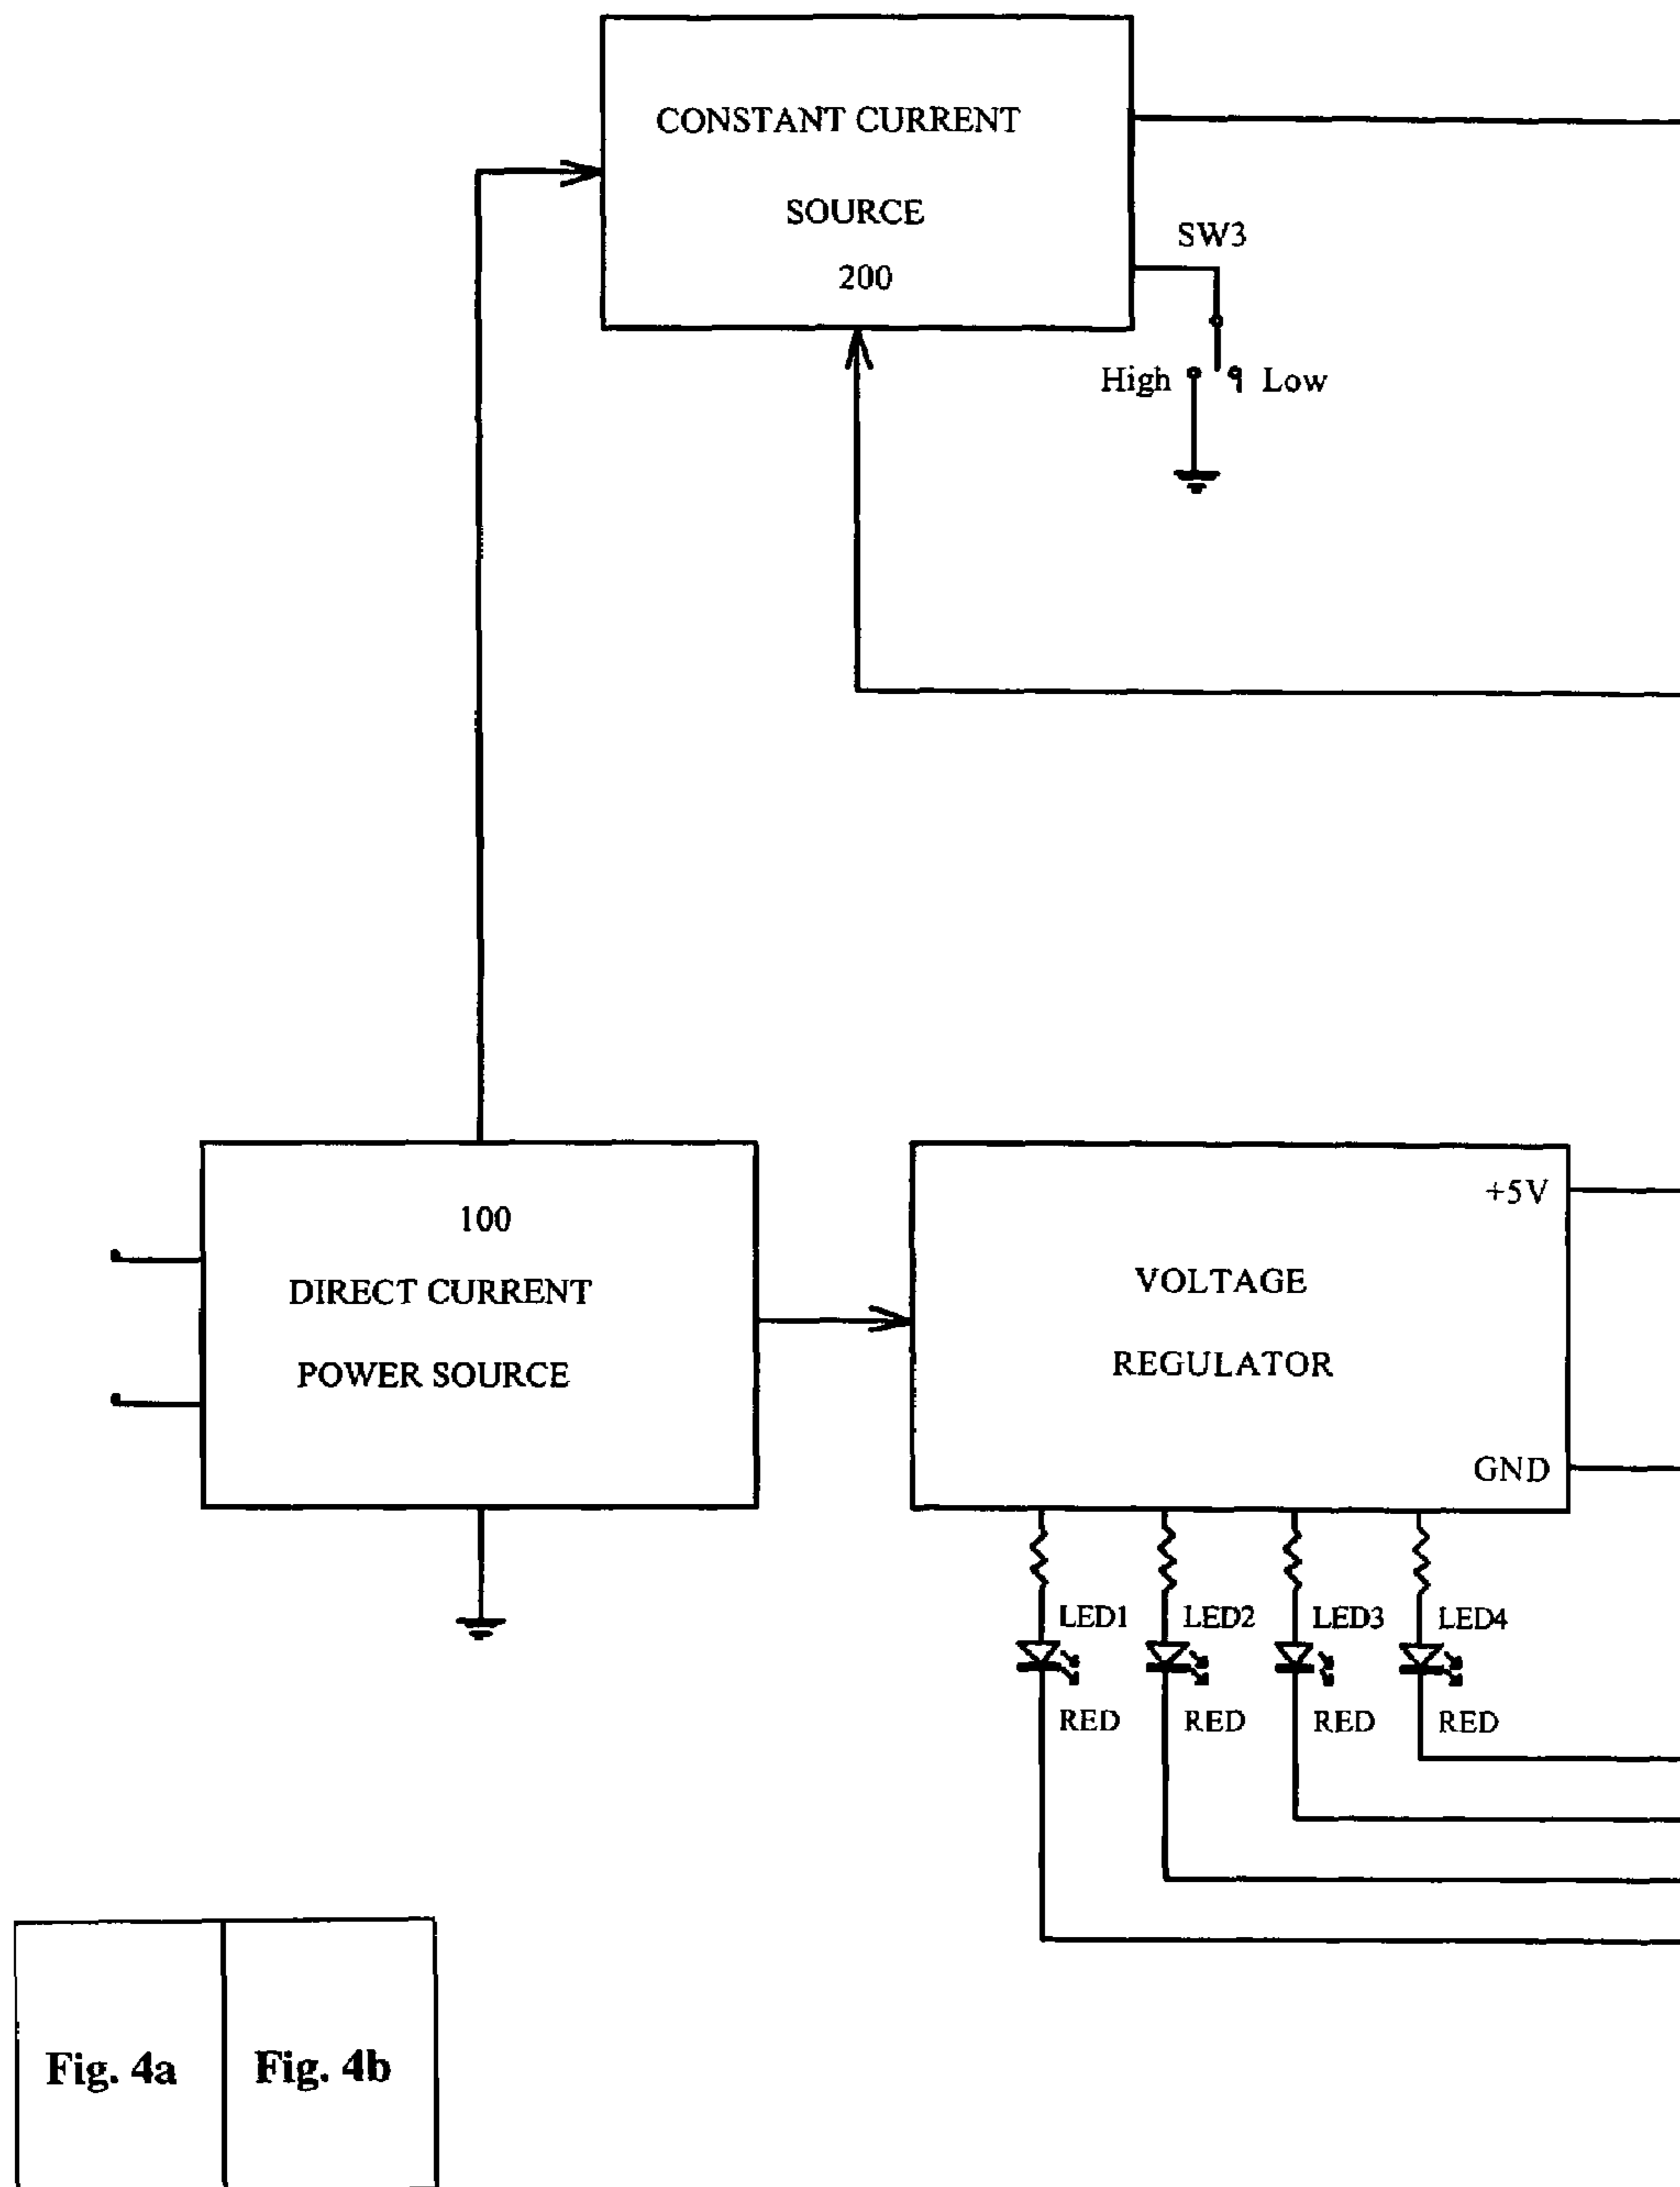 CONSTANT CURRENT
SOURCE
200
SW3
High
Low
100
DIRECT CURRENT
POWER SOURCE
+5V
VOLTAGE
REGULATOR
GND
LED1
LED2
LED3
LED4
RED
RED
RED
RED
Fig. 4a
Fig. 4b